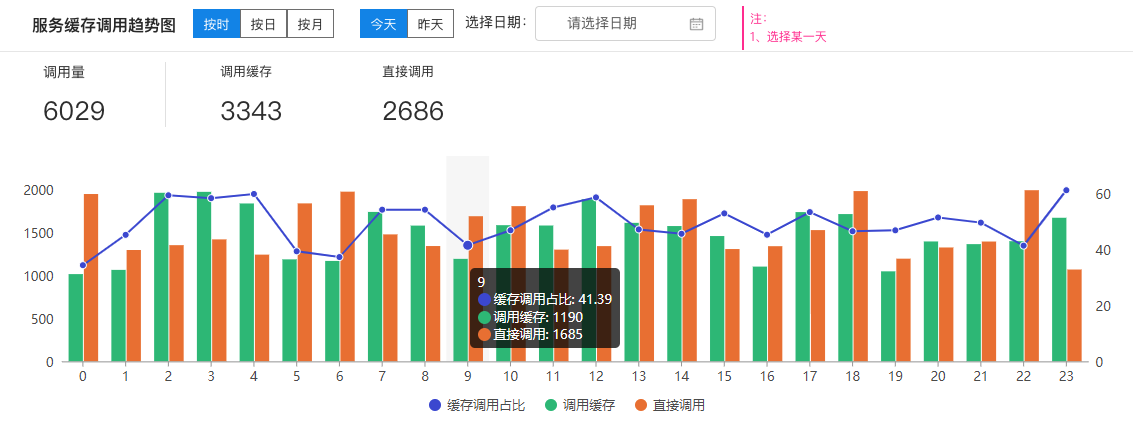 服务缓存调用趋势图 按时 按日 按月 今天 昨天 选择日期: 请选择日期
注:
1、选择某一天
调用量 调用缓存 直接调用
6029 3343 2686
2000 60
1500
40
1000
20
500
0 0
9
缓存调用占比: 41.39
调用缓存: 1190
直接调用: 1685
0 1 2 3 4 5 6 7 8 9 10 11 12 13 14 15 16 17 18 19 20 21 22 23
缓存调用占比 调用缓存 直接调用